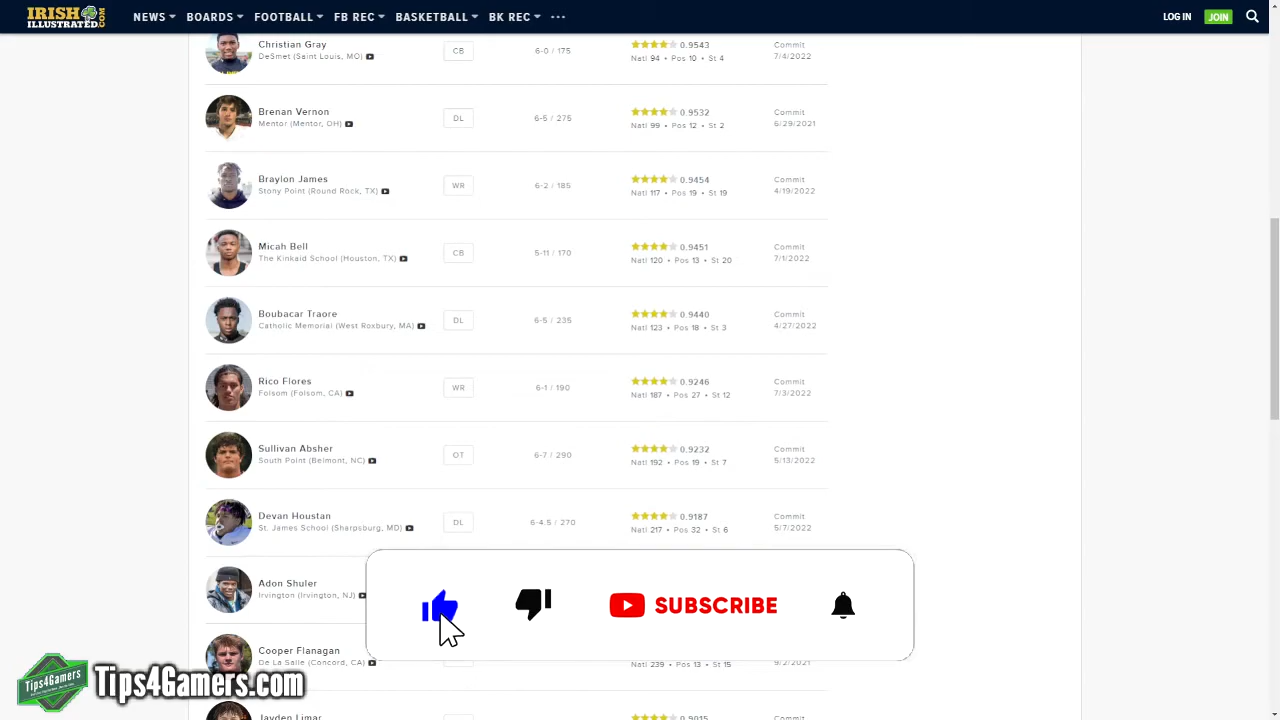 IRISH
ILLUSTRATED.COM
NEWS BOARDS FOOTBALL FB REC BASKETBALL BK REC ••• LOG IN JOIN
Christian Gray CB 6-0 / 175 0.9543 Commit
DeSmet (Saint Louis, MO) Natl 94 • Pos 10 • St 4 7/4/2022
Brenan Vernon DL 6-5 / 275 0.9532 Commit
Mentor (Mentor, OH) Natl 99 • Pos 12 • St 2 6/29/2021
Braylon James WR 6-2 / 185 0.9454 Commit
Stony Point (Round Rock, TX) Natl 117 • Pos 19 • St 19 4/19/2022
Micah Bell CB 5-11 / 170 0.9451 Commit
The Kinkaid School (Houston, TX) Natl 120 • Pos 13 • St 20 7/1/2022
Boubacar Traore DL 6-5 / 235 0.9440 Commit
Catholic Memorial (West Roxbury, MA) Natl 123 • Pos 18 • St 3 4/27/2022
Rico Flores WR 6-1 / 190 0.9246 Commit
Folsom (Folsom, CA) Natl 187 • Pos 27 • St 12 7/3/2022
Sullivan Absher OT 6-7 / 290 0.9232 Commit
South Point (Belmont, NC) Natl 192 • Pos 19 • St 7 5/13/2022
Devan Houstan DL 6-4.5 / 270 0.9187 Commit
St. James School (Sharpsburg, MD) Natl 217 • Pos 32 • St 6 5/7/2022
Adon Shuler
Irvington (Irvington, NJ)
SUBSCRIBE
Cooper Flanagan
De La Salle (Concord, CA) Natl 239 • Pos 13 • St 15 9/2/2021
Tips4Gamers.com
Jayden Limar 0.9015 Commit